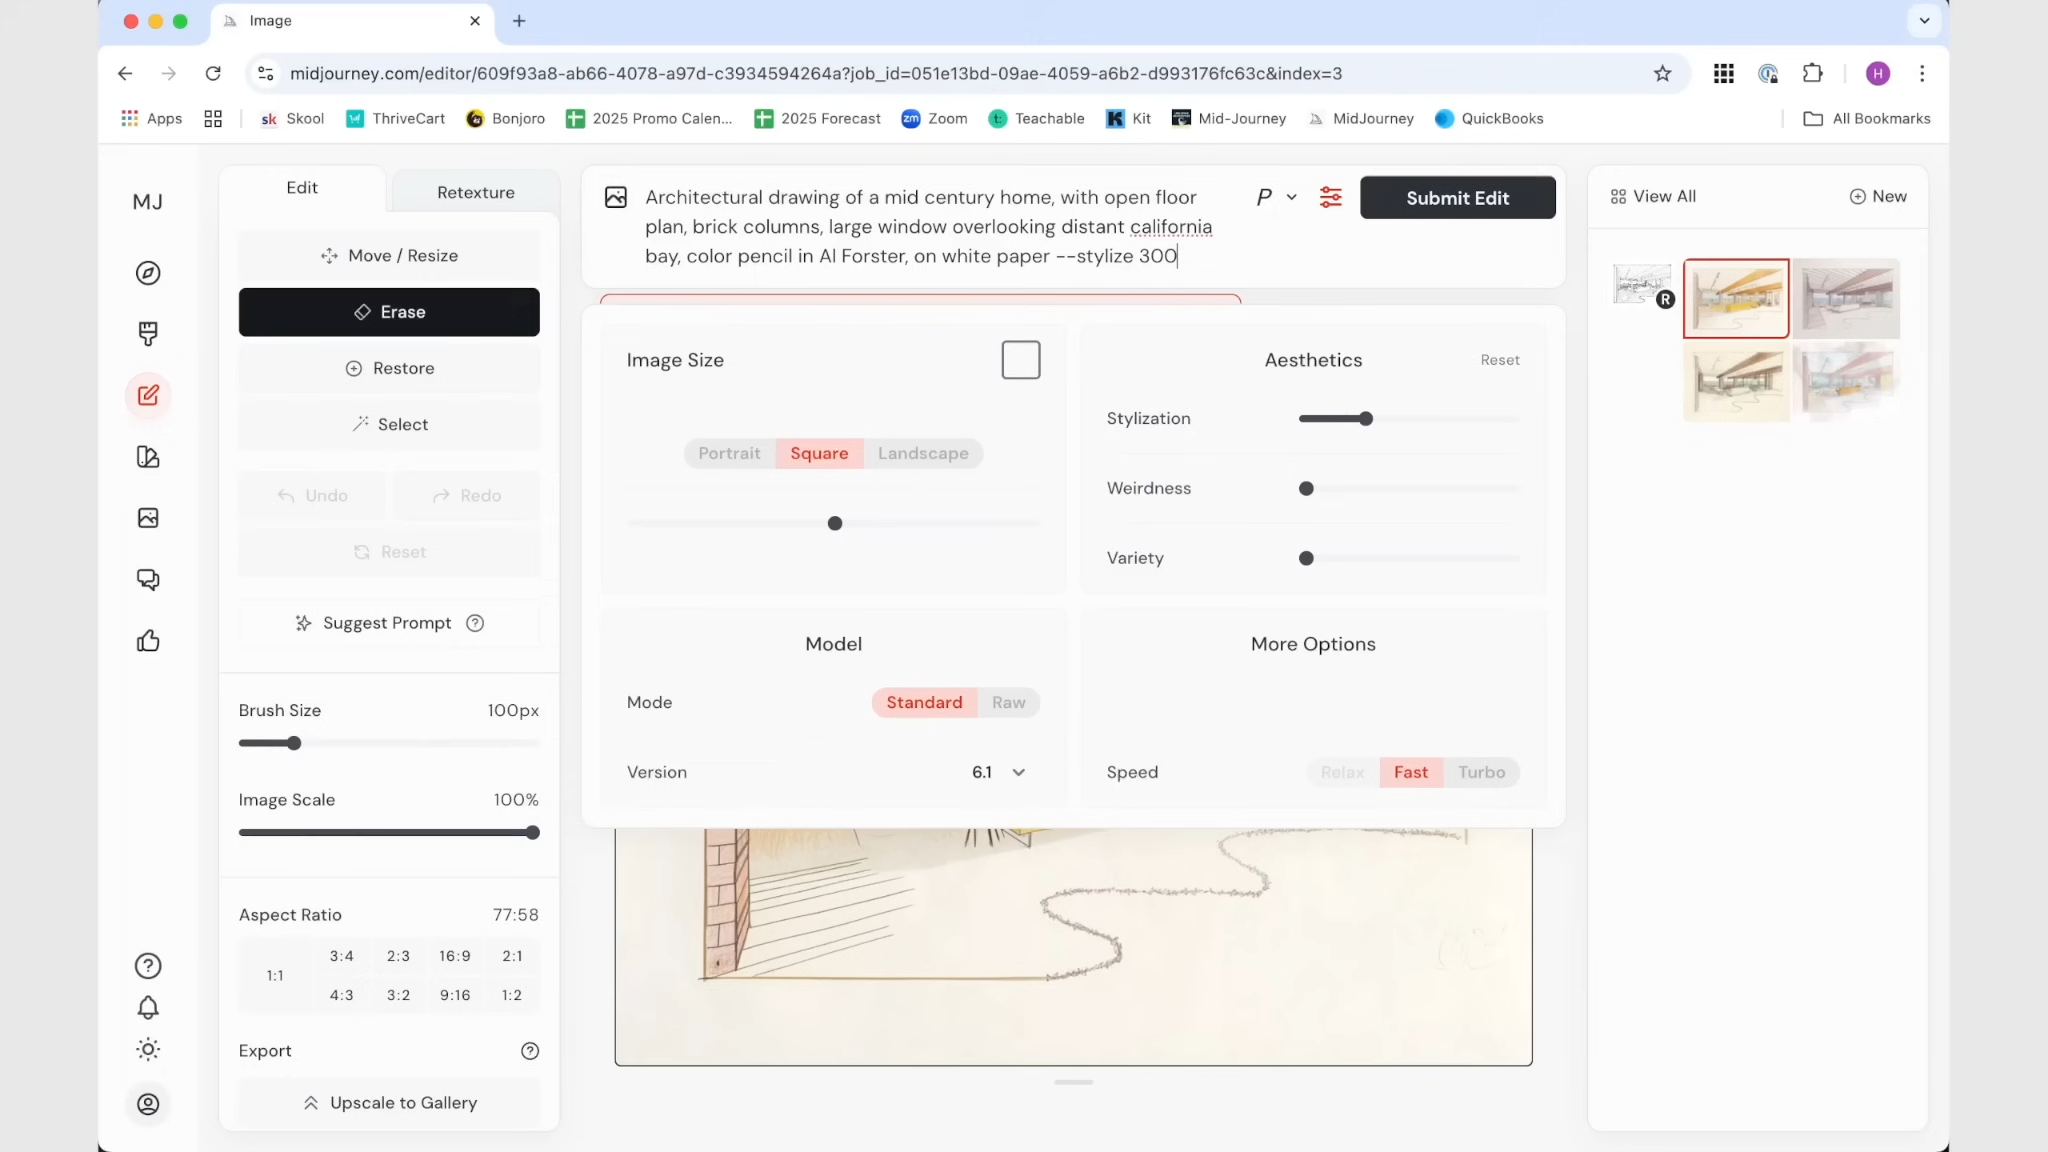 Image
midjourney.com/editor/609f93a8-ab66-4078-a97d-c3934594264a?job_id=051e13bd-09ae-4059-a6b2-d993176fc63c&index=3
H
Apps
sk Skool
ThriveCart
Bonjoro
2025 Promo Calen...
2025 Forecast
zm Zoom
t: Teachable
K Kit
Mid-Journey
MidJourney
QuickBooks
All Bookmarks
MJ
Edit
Retexture
Move / Resize
Erase
Restore
Select
Undo
Redo
Reset
Suggest Prompt ?
Brush Size 100px
Image Scale 100%
Aspect Ratio 77:58
1:1
3:4 2:3 16:9 2:1
4:3 3:2 9:16 1:2
Export ?
Upscale to Gallery
Architectural drawing of a mid century home, with open floor
plan, brick columns, large window overlooking distant california
bay, color pencil in Al Forster, on white paper --stylize 300
P
Submit Edit
Image Size
Portrait Square Landscape
Aesthetics Reset
Stylization
Weirdness
Variety
Model
Mode Standard Raw
Version 6.1
More Options
Speed Relax Fast Turbo
View All
New
R